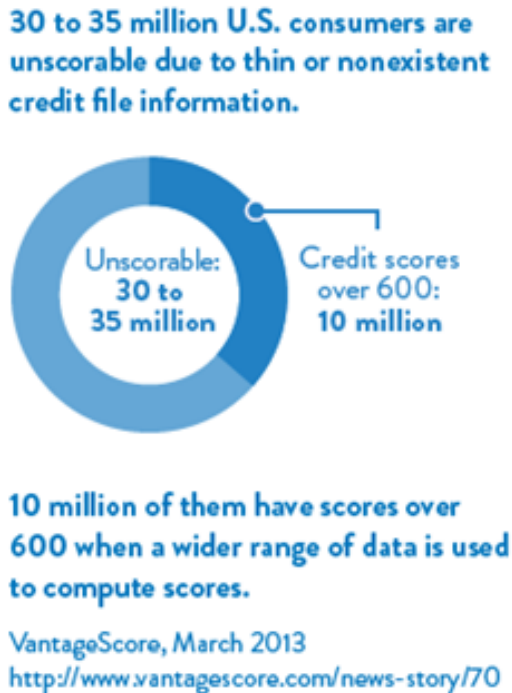 30 to 35 million U.S. consumers are
unscorable due to thin or nonexistent
credit file information.
Unscorable:
30 to
35 million
Credit scores
over 600:
10 million
10 million of them have scores over
600 when a wider range of data is used
to compute scores.
VantageScore, March 2013
http://www.vantagescore.com/news-story/70